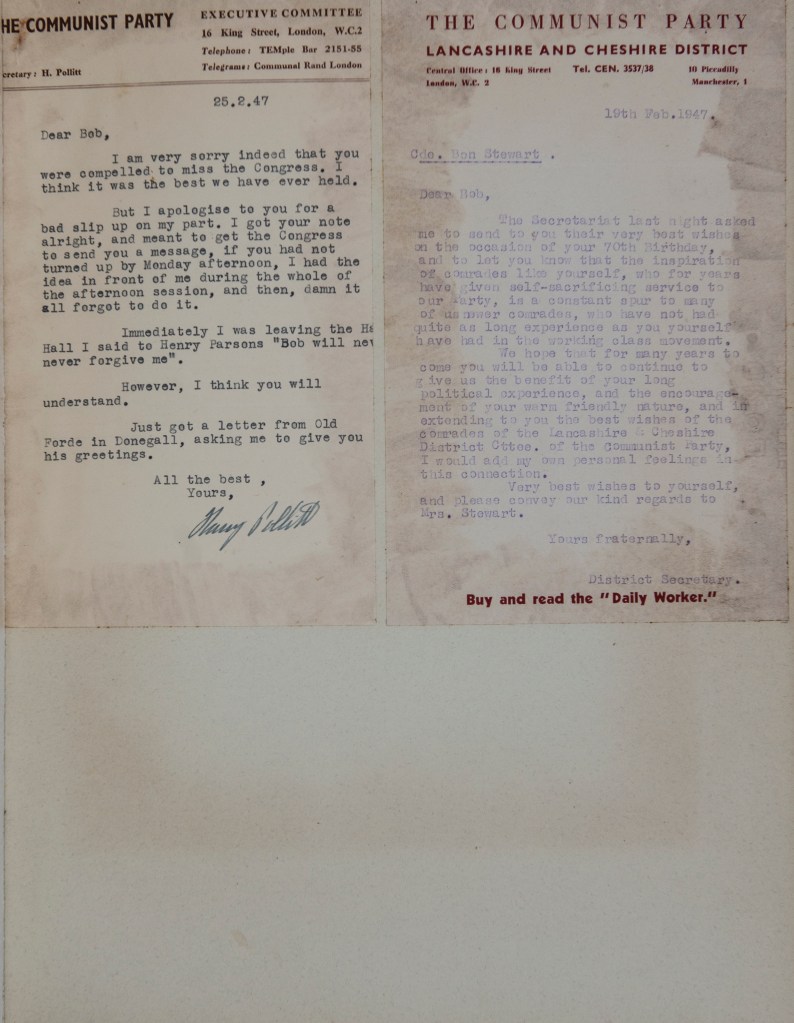 HE COMMUNIST PARTY
EXECUTIVE COMMITTEE
16 King Street, London, W.C.2
Telephone: TEMple Bar 2151-55
Telegrams: Communal Rand London
cretary: H. Pollitt
25.2.47
Dear Bob,
I am very sorry indeed that you
were compelled to miss the Congress. I
think it was the best we have ever held.
But I apologise to you for a
bad slip up on my part. I got your note
alright, and meant to get the Congress
to send you a message, if you had not
turned up by Monday afternoon, I had the
idea in front of me during the whole of
the afternoon session, and then, damn it
all forgot to do it.
Immediately I was leaving the Ha
Hall I said to Henry Parsons "Bob will nev
never forgive me".
However, I think you will
understand.
Just got a letter from Old
Forde in Donegall, asking me to give you
his greetings.
All the best ,
Yours,
Harry Pollitt
THE COMMUNIST PARTY
LANCASHIRE AND CHESHIRE DISTRICT
Central Office: 16 King Street
London, W.C. 2
Tel. CEN. 3537/38
10 Piccadilly
Manchester, 1
19th Feb.1947.
Cde. Bon Stewart .
Dear Bob,
The Secretariat last night asked
me to send to you their very best wishes
on the occasion of your 70th Birthday,
and to let you know that the inspiration
of comrades like yourself, who for years
have given self-sacrificing service to
our Party, is a constant spur to many
of us newer comrades, who have not had
quite as long experience as you yourself
have had in the working class movement.
We hope that for many years to
come you will be able to continue to
give us the benefit of your long
political experience, and the encourage-
ment of your warm friendly nature, and in
extending to you the best wishes of the
comrades of the Lancashire & Cheshire
District Cttee. of the Communist Party,
I would add my own personal feelings in
this connection.
Very best wishes to yourself,
and please convey our kind regards to
Mrs. Stewart.
Yours fraternally,
District Secretary.
Buy and read the "Daily Worker."